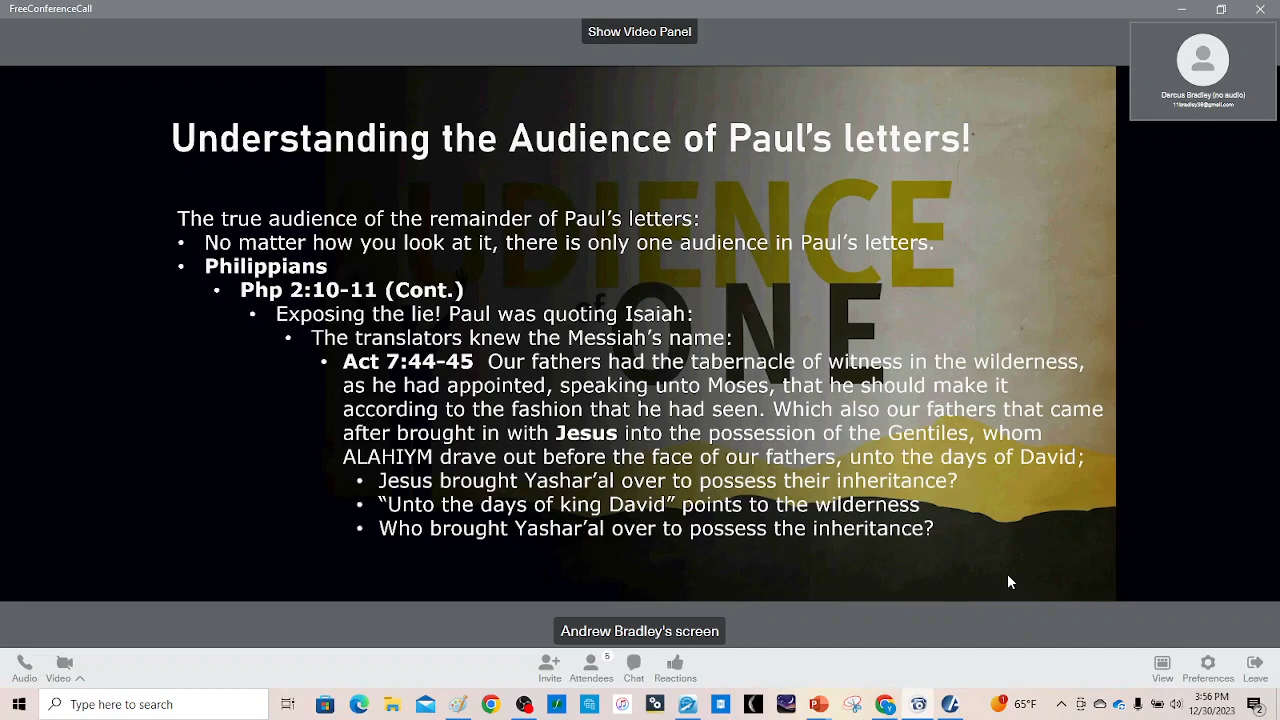 FreeConferenceCall
Show Video Panel
Darcus Bradley (no audio)
11bradley36@gmail.com
AUDIENCE
of ONE
Understanding the Audience of Paul's letters!
The true audience of the remainder of Paul's letters:
• No matter how you look at it, there is only one audience in Paul's letters.
• Philippians
• Php 2:10-11 (Cont.)
• Exposing the lie! Paul was quoting Isaiah:
• The translators knew the Messiah's name:
• Act 7:44-45 Our fathers had the tabernacle of witness in the wilderness,
as he had appointed, speaking unto Moses, that he should make it
according to the fashion that he had seen. Which also our fathers that came
after brought in with Jesus into the possession of the Gentiles, whom
ALAHIYM drave out before the face of our fathers, unto the days of David;
• Jesus brought Yashar'al over to possess their inheritance?
• “Unto the days of king David” points to the wilderness
• Who brought Yashar'al over to possess the inheritance?
Andrew Bradley's screen
Audio
Video
Invite
5
Attendees
Chat
Reactions
View
Preferences
Leave
Type here to search
65°F
3:56 PM
12/30/2023
2